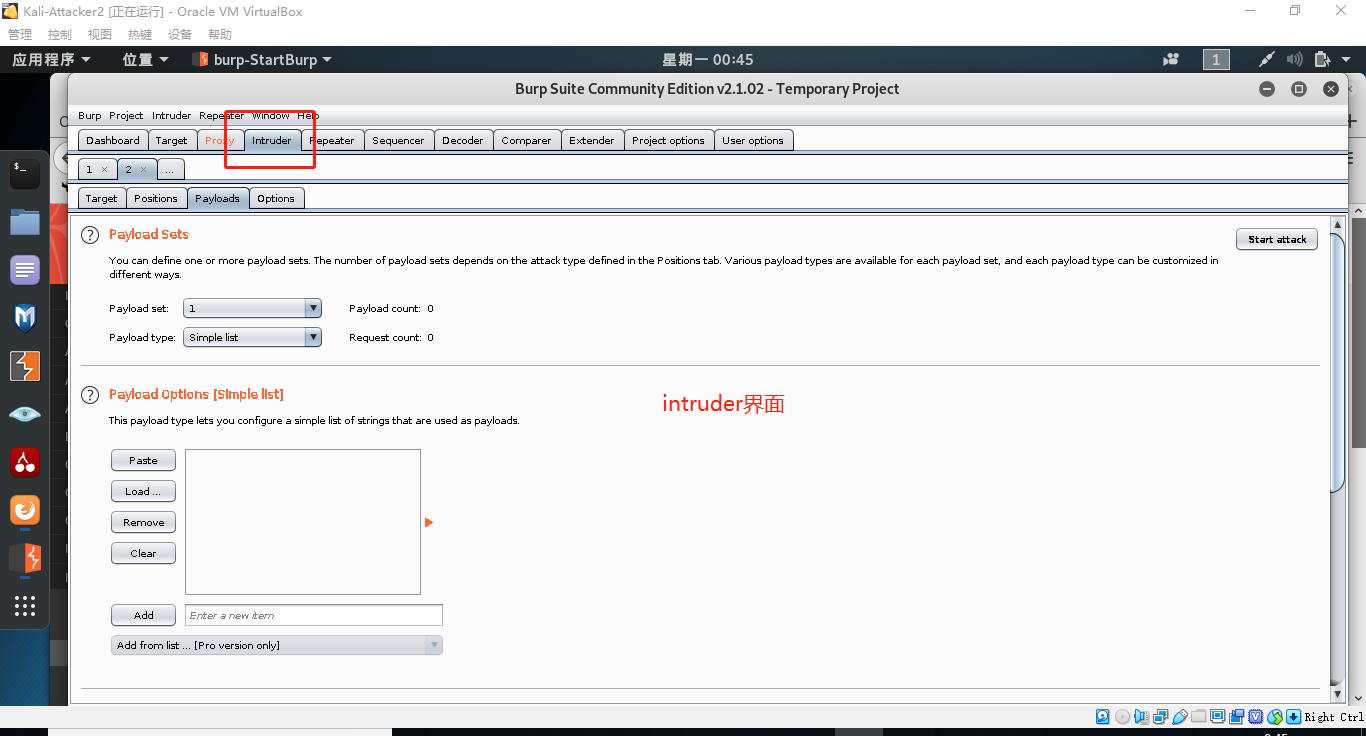 Kali-Attacker2 [正在运行] - Oracle VM VirtualBox
管理 控制 视图 热键 设备 帮助
应用程序 位置 burp-StartBurp 星期一 00:45 1
Burp Suite Community Edition v2.1.02 - Temporary Project
Burp Project Intruder Repeater Window Help
Dashboard Target Proxy Intruder Repeater Sequencer Decoder Comparer Extender Project options User options
1 × 2 × ...
Target Positions Payloads Options
? Payload Sets
Start attack
You can define one or more payload sets. The number of payload sets depends on the attack type defined in the Positions tab. Various payload types are available for each payload set, and each payload type can be customized in
different ways.
Payload set: 1 Payload count: 0
Payload type: Simple list Request count: 0
? Payload Options [Simple list]
intruder界面
This payload type lets you configure a simple list of strings that are used as payloads.
Paste
Load ...
Remove
Clear
Add Enter a new item
Add from list ... [Pro version only]
Right Ctrl